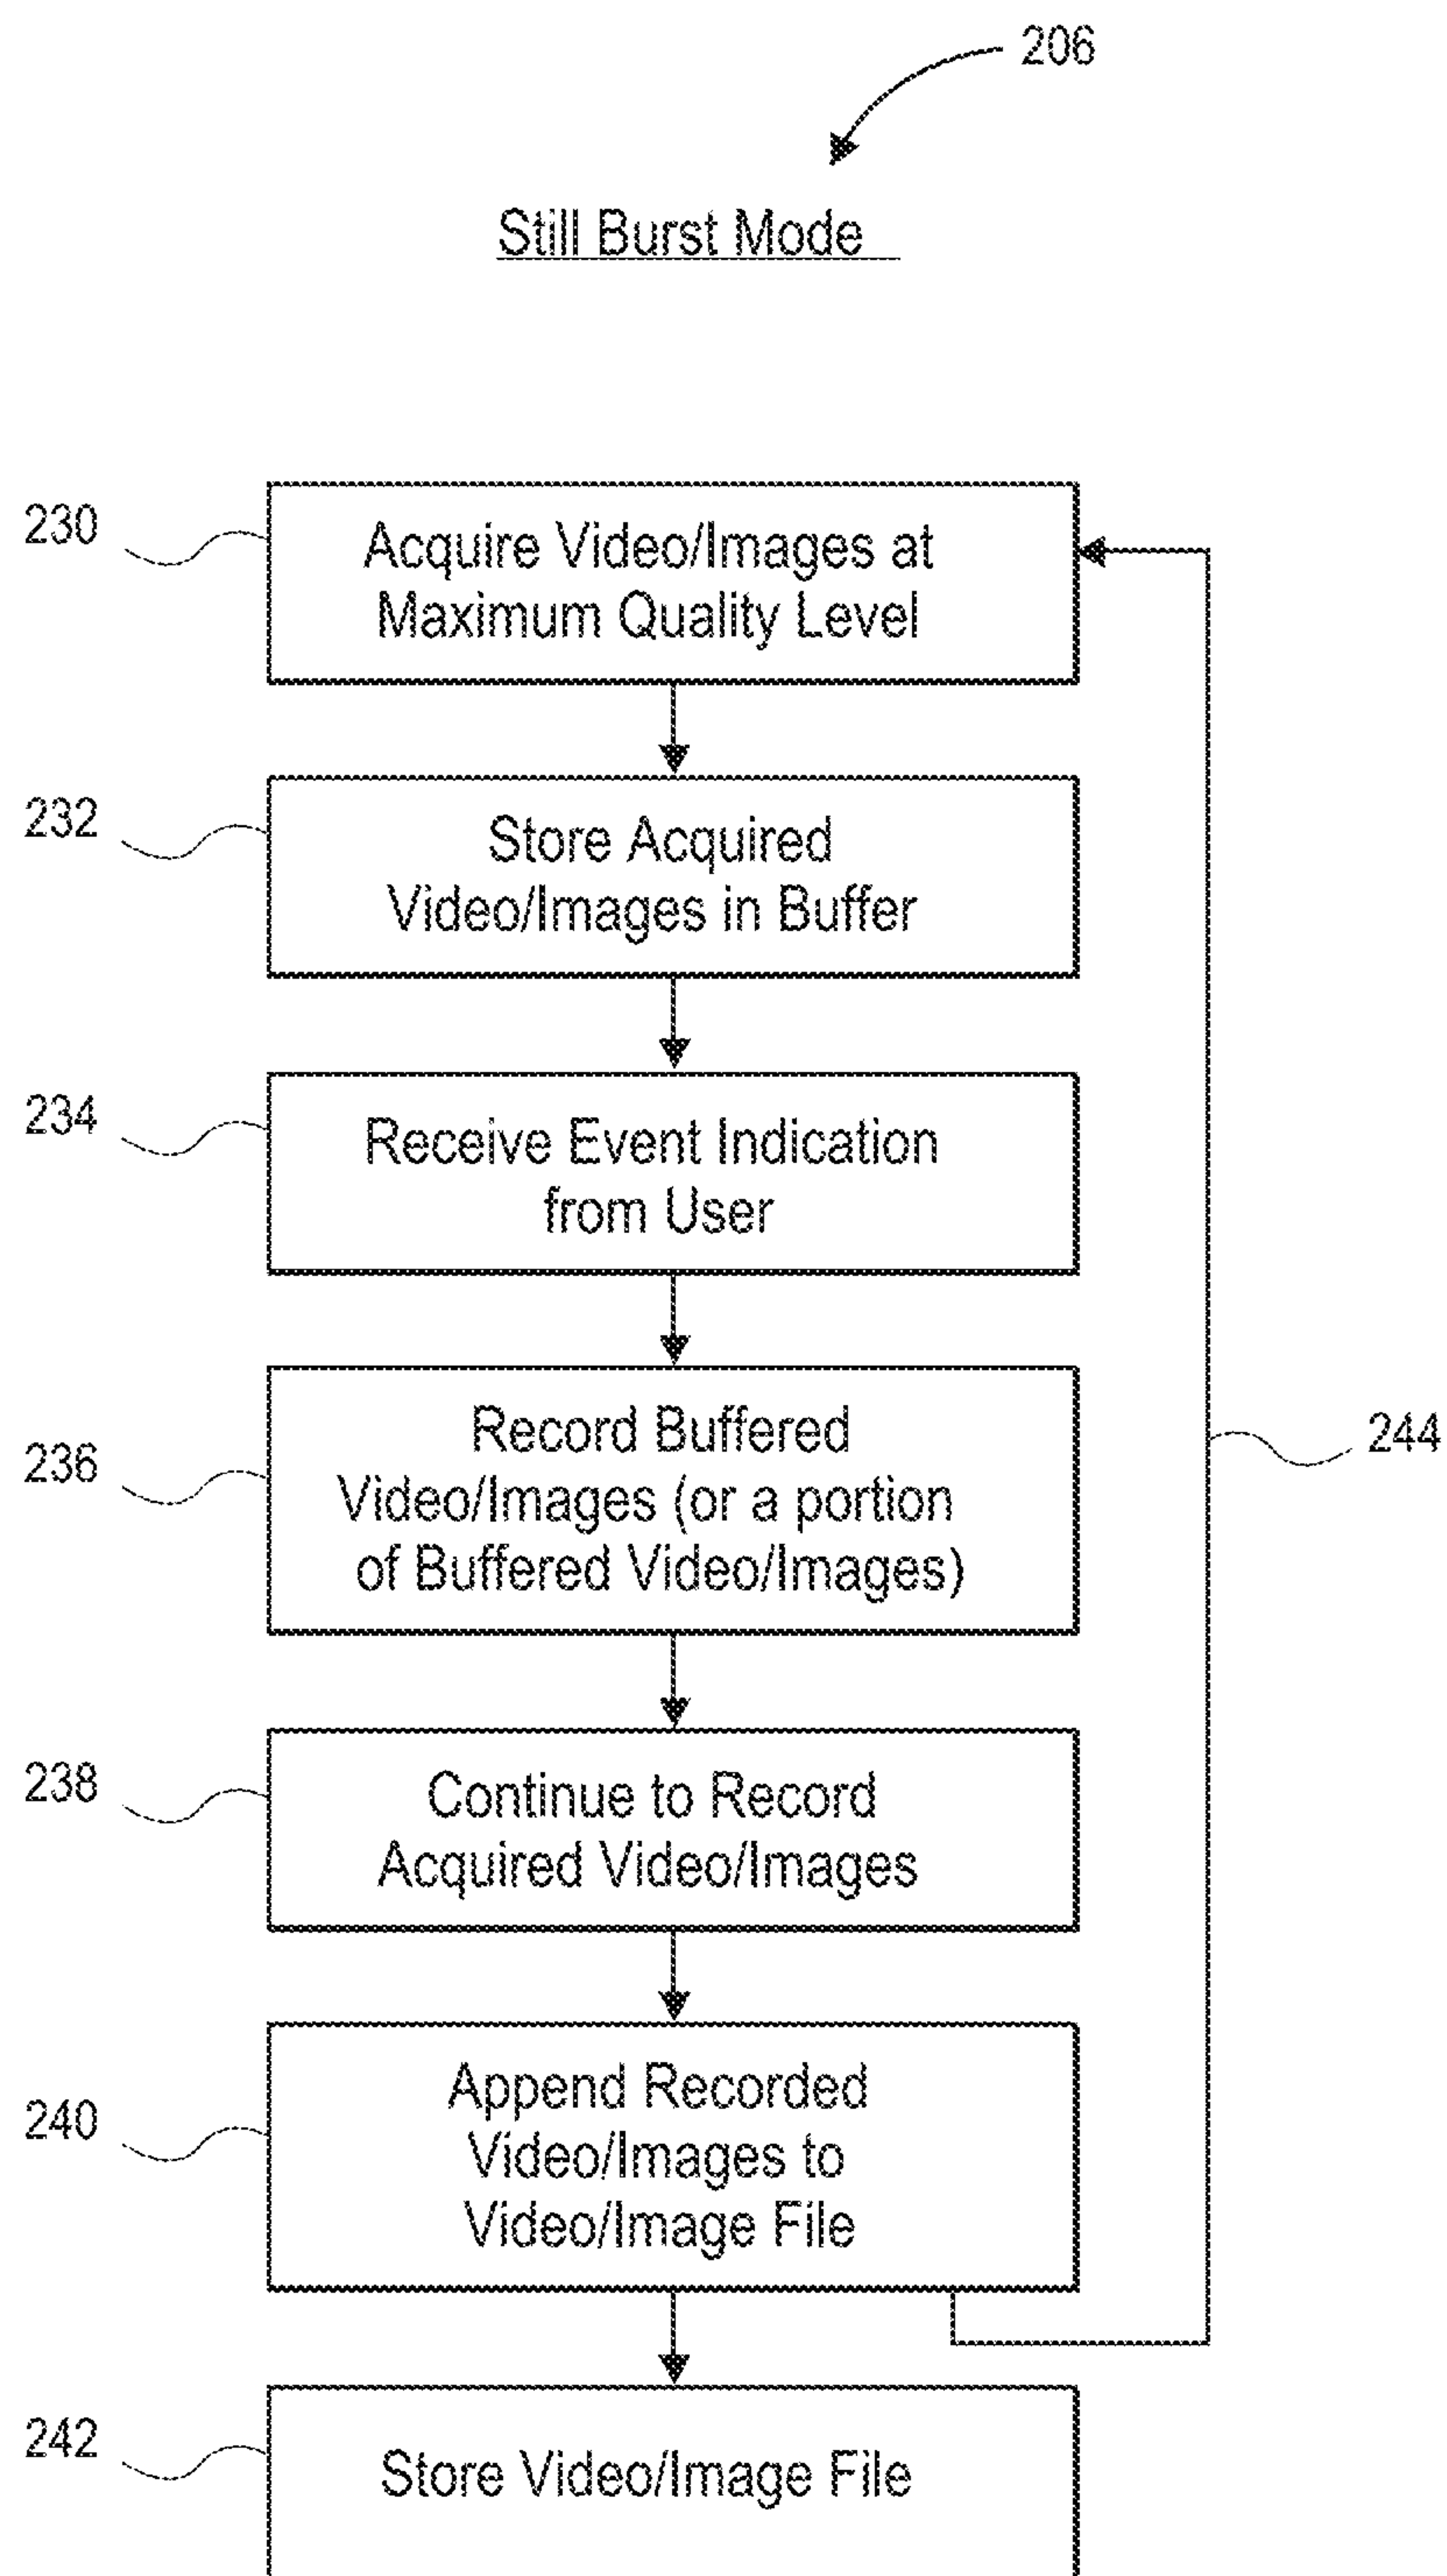 206
Still Burst Mode
230
Acquire Video/Images at
Maximum Quality Level
232
Store Acquired
Video/Images in Buffer
234
Receive Event Indication
from User
236
Record Buffered
Video/Images (or a portion
of Buffered Video/Images)
244
238
Continue to Record
Acquired Video/Images
240
Append Recorded
Video/Images to
Video/Image File
242
Store Video/Image File